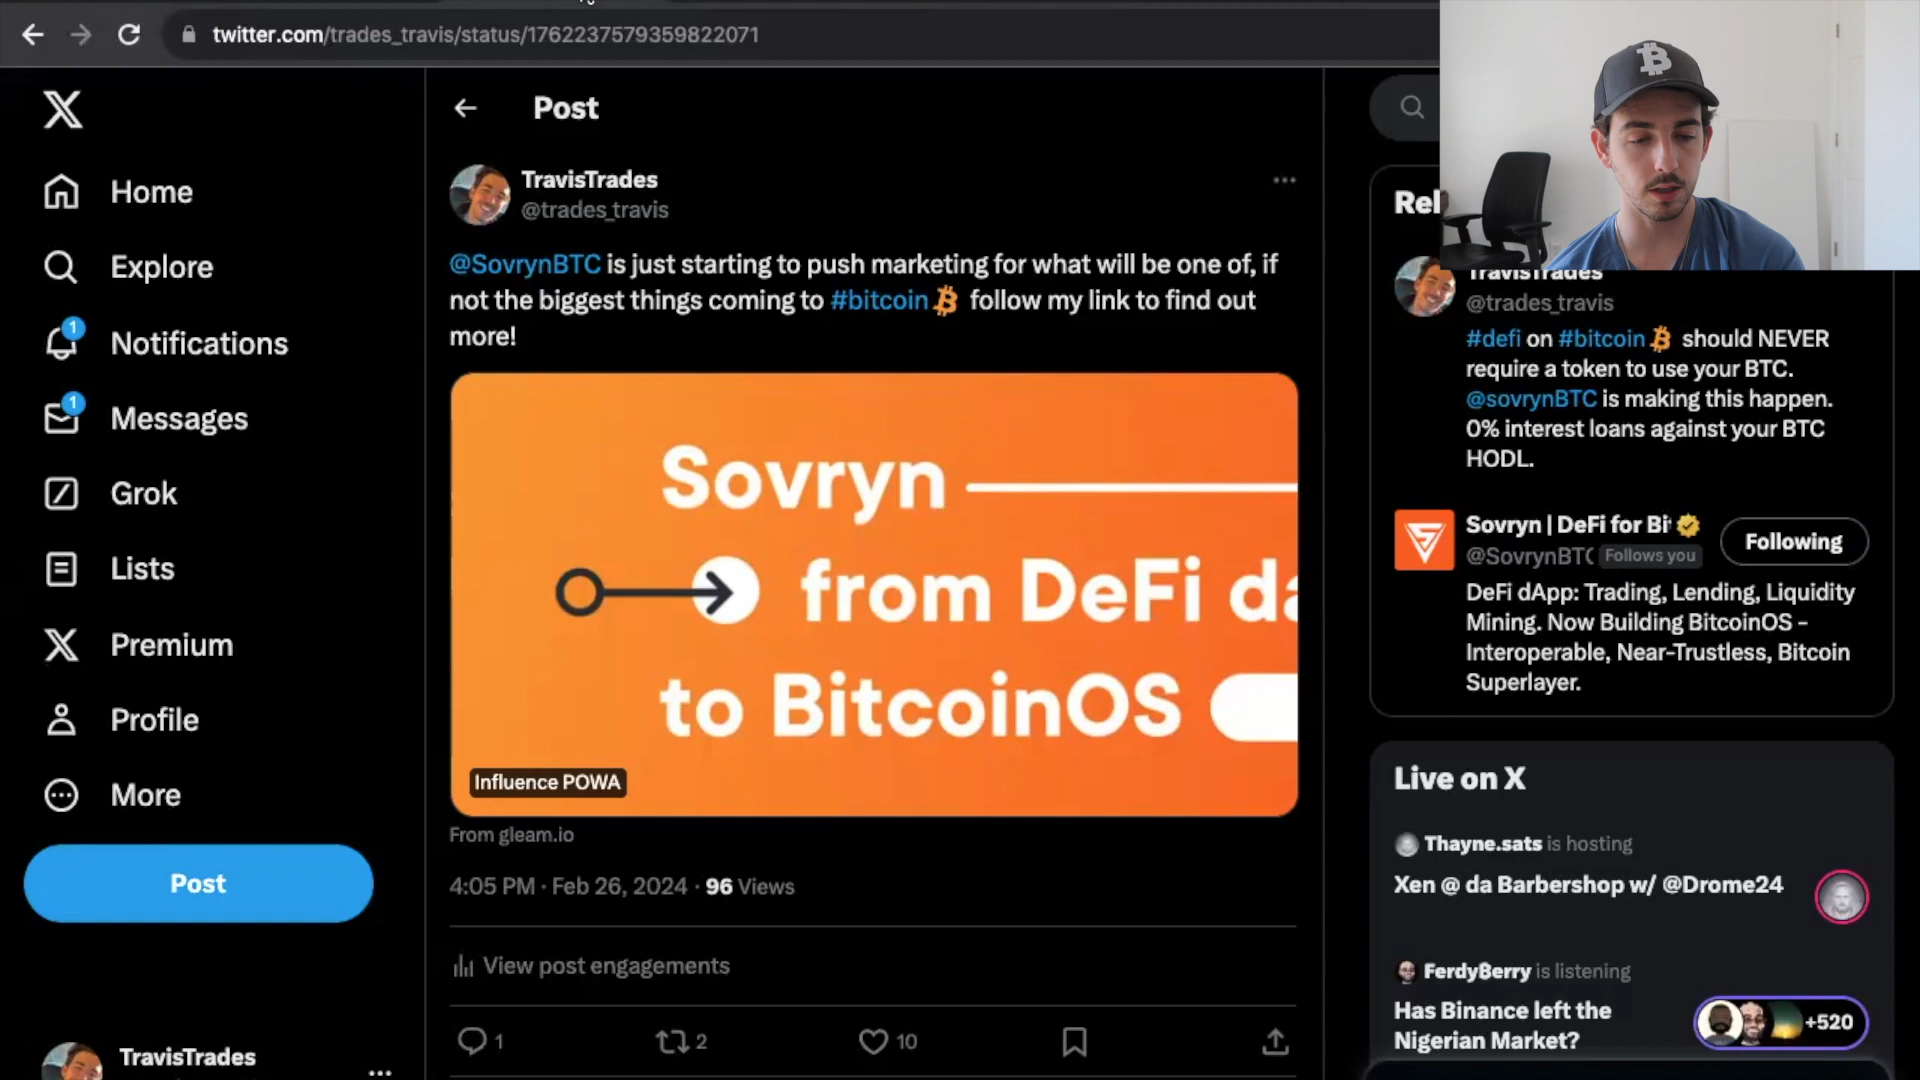 twitter.com/trades_travis/status/1762237579359822071
Home
Explore
1
Notifications
1
Messages
Grok
Lists
Premium
Profile
More
Post
TravisTrades
Post
TravisTrades
@trades_travis
@SovrynBTC is just starting to push marketing for what will be one of, if
not the biggest things coming to #bitcoin follow my link to find out
more!
Sovryn
from DeFi da
to BitcoinOS
Influence POWA
From gleam.io
4:05 PM · Feb 26, 2024 · 96 Views
View post engagements
1
2
10
Rel
TravisTrades
@trades_travis
#defi on #bitcoin should NEVER
require a token to use your BTC.
@sovrynBTC is making this happen.
0% interest loans against your BTC
HODL.
Sovryn | DeFi for Bi
Following
@SovrynBTC Follows you
DeFi dApp: Trading, Lending, Liquidity
Mining. Now Building BitcoinOS -
Interoperable, Near-Trustless, Bitcoin
Superlayer.
Live on X
Thayne.sats is hosting
Xen @ da Barbershop w/ @Drome24
FerdyBerry is listening
Has Binance left the
Nigerian Market?
+520